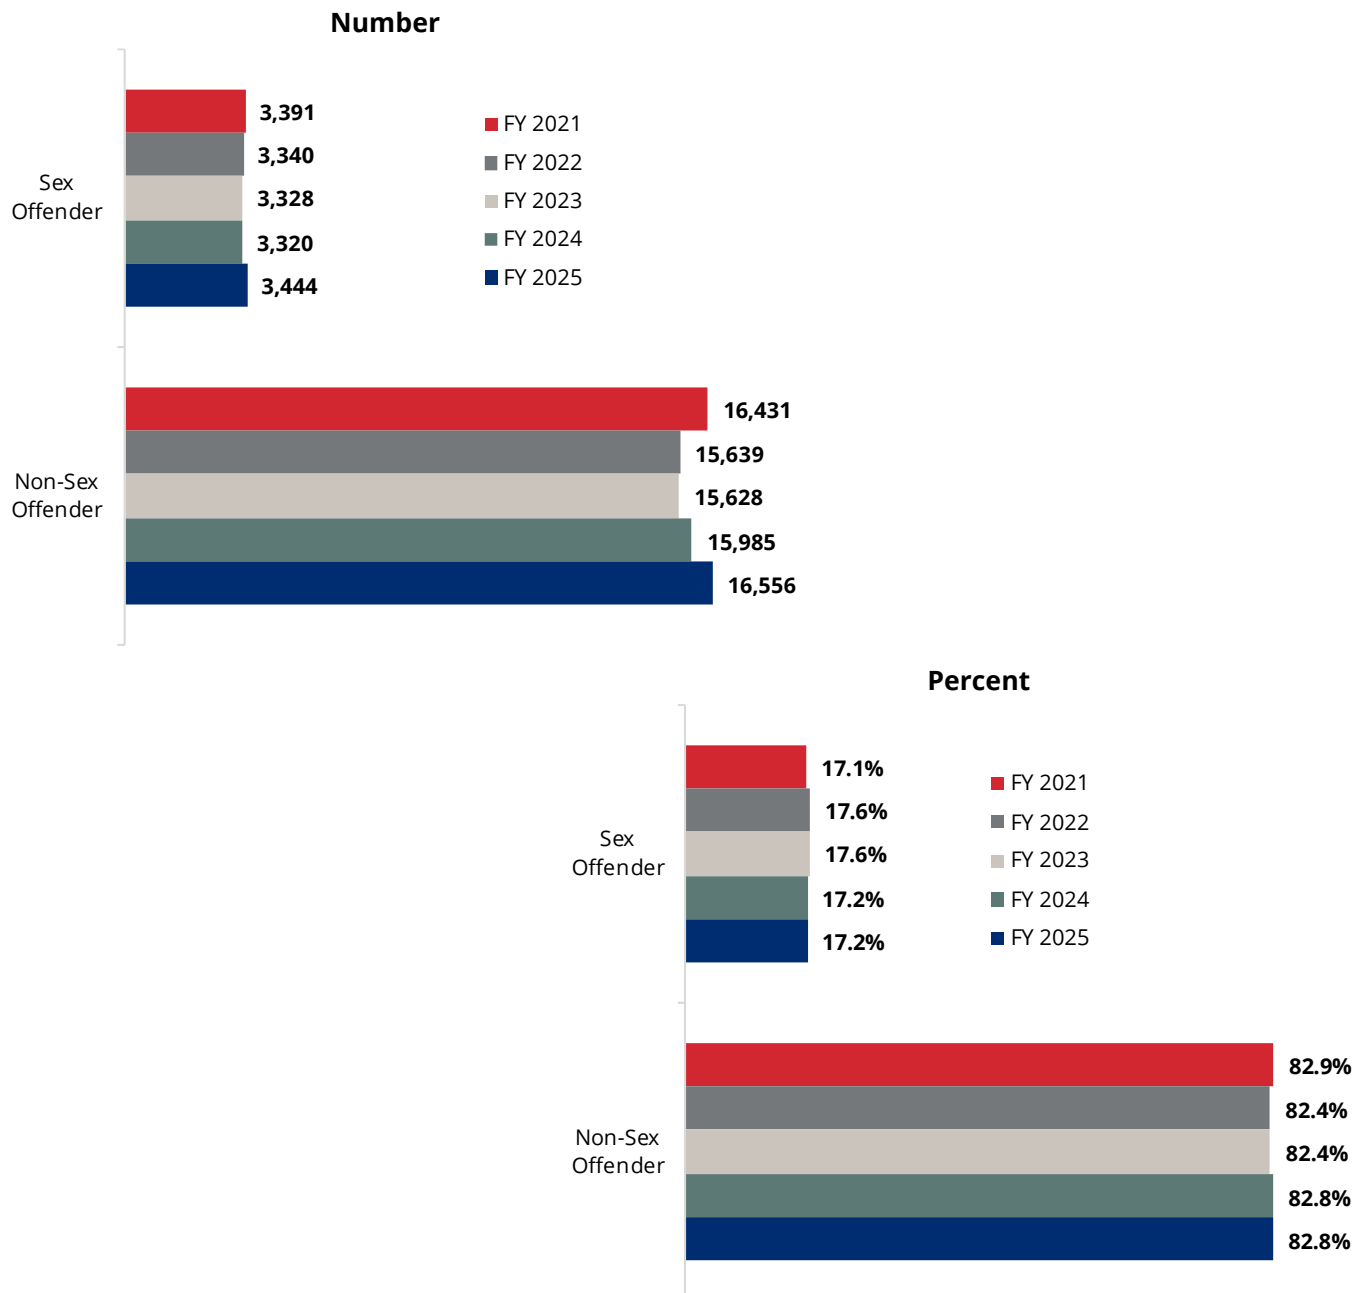 Number
3,391
3,340
3,328
3,320
3,444
Sex
Offender
FY 2021
FY 2022
FY 2023
FY 2024
FY 2025
16,431
15,639
15,628
15,985
16,556
Non-Sex
Offender
Percent
17.1%
17.6%
17.6%
17.2%
17.2%
Sex
Offender
FY 2021
FY 2022
FY 2023
FY 2024
FY 2025
82.9%
82.4%
82.4%
82.8%
82.8%
Non-Sex
Offender